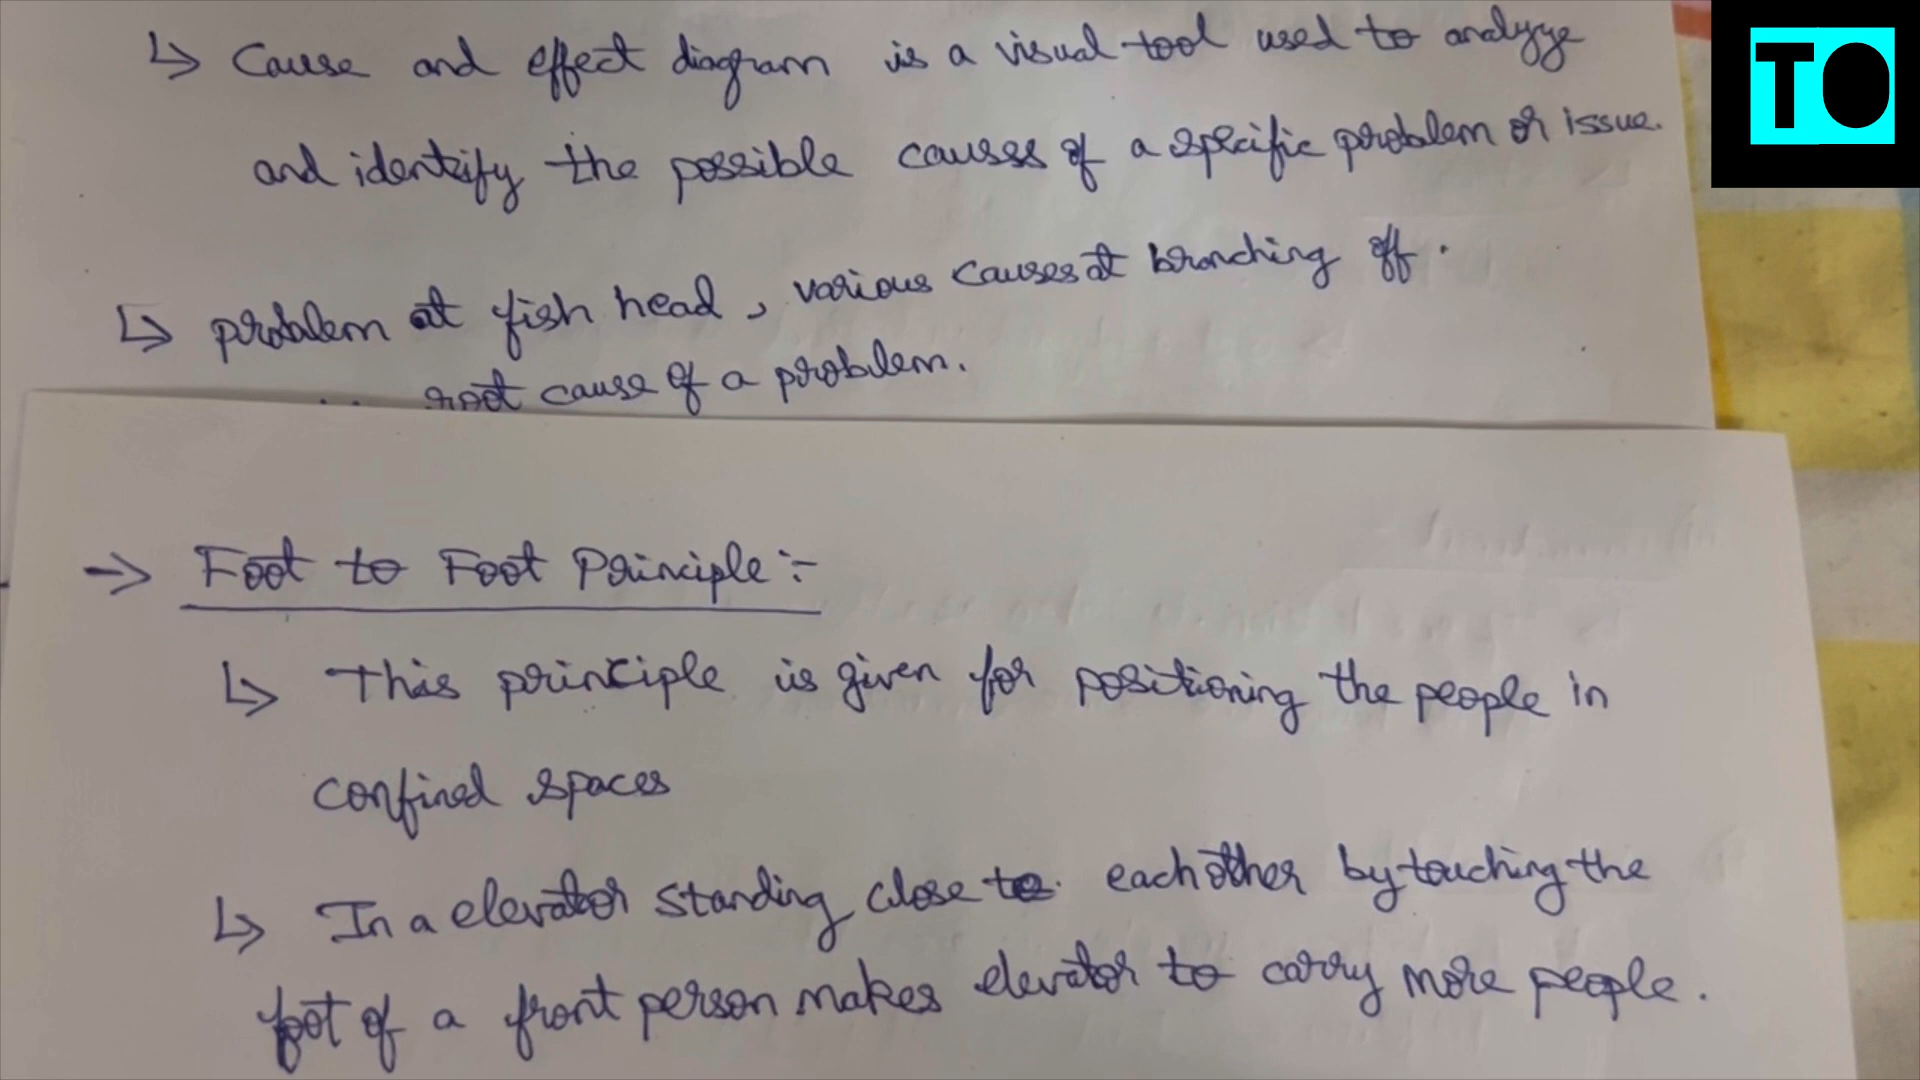 ↳ Cause and effect diagram is a visual tool used to analyze
and identify the possible causes of a specific problem or issue.
↳ problem at fish head, various causes at branching off.
root cause of a problem.
→ Foot to Foot Principle :-
↳ This principle is given for positioning the people in
confined spaces
↳ In a elevator standing close to each other by touching the
foot of a front person makes elevator to carry more people.
TO